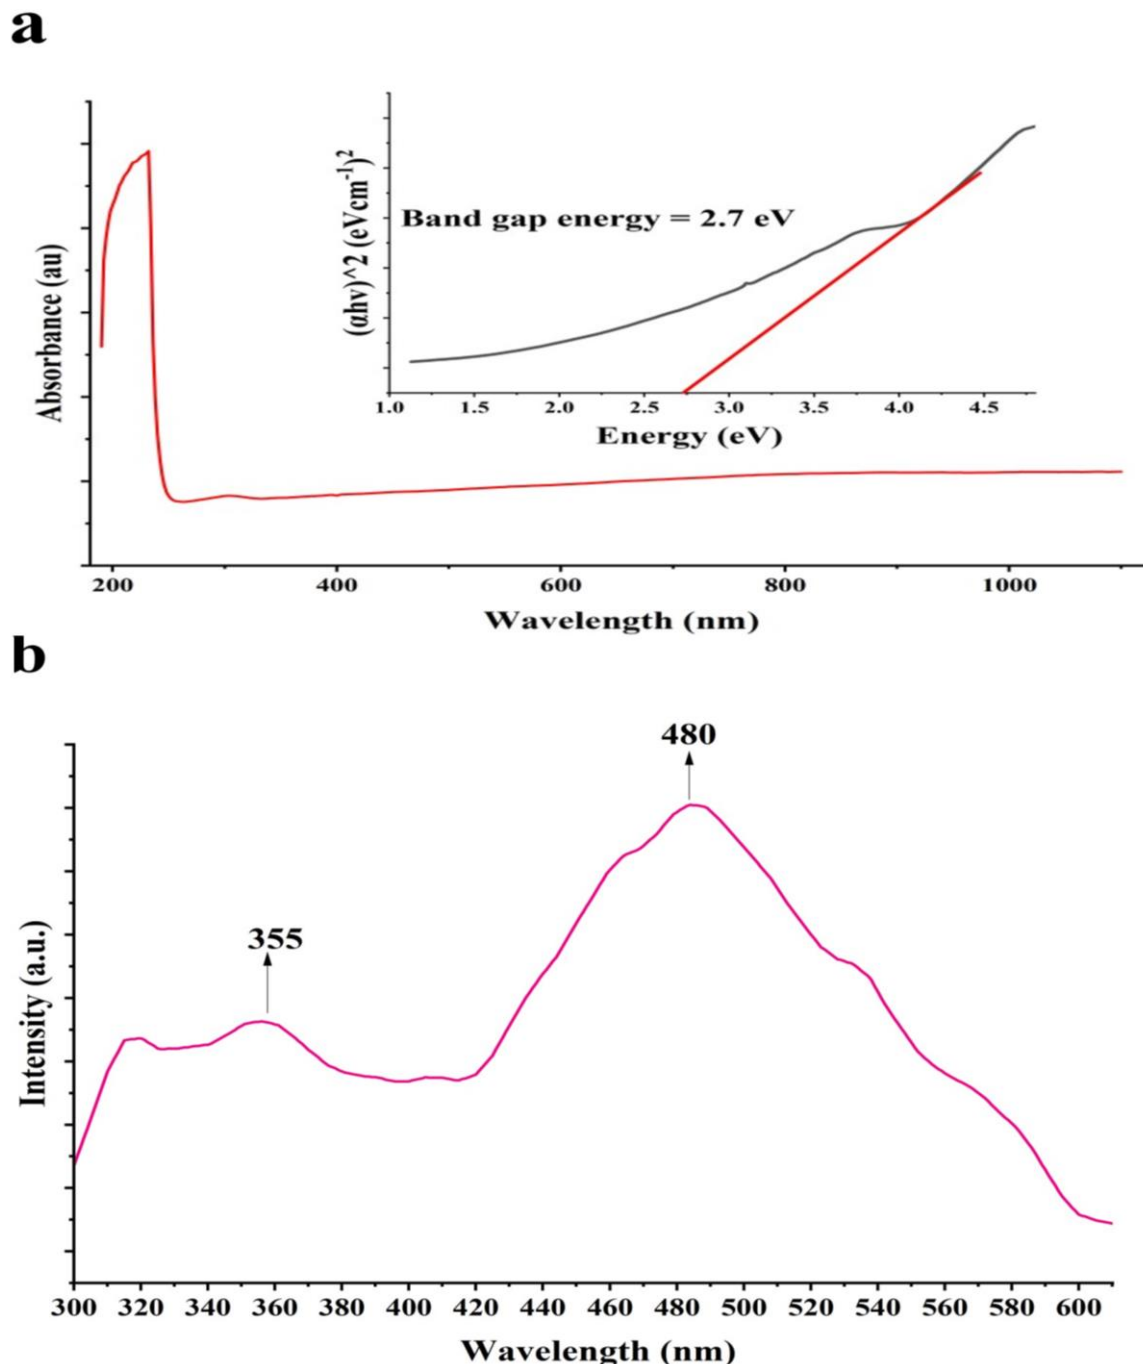 a
Absorbance (au)
(αhv)^2 (eVcm⁻¹)²
Band gap energy = 2.7 eV
1.0 1.5 2.0 2.5 3.0 3.5 4.0 4.5
Energy (eV)
200 400 600 800 1000
Wavelength (nm)
b
480
355
Intensity (a.u.)
300 320 340 360 380 400 420 440 460 480 500 520 540 560 580 600
Wavelength (nm)